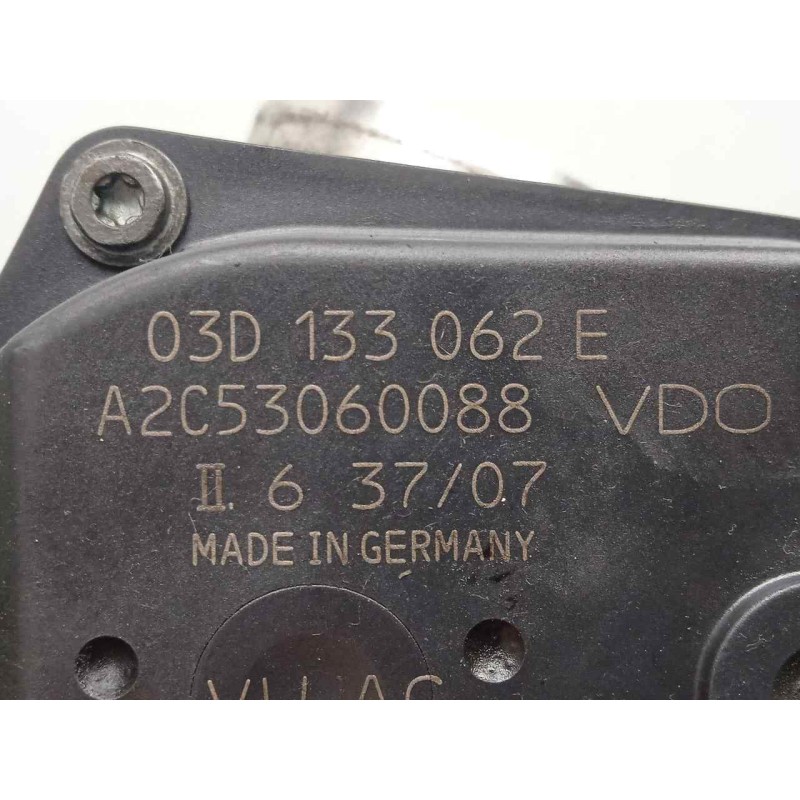 03D 133 062 E
A2C53060088 VDO
II. 6 37/07
MADE IN GERMANY